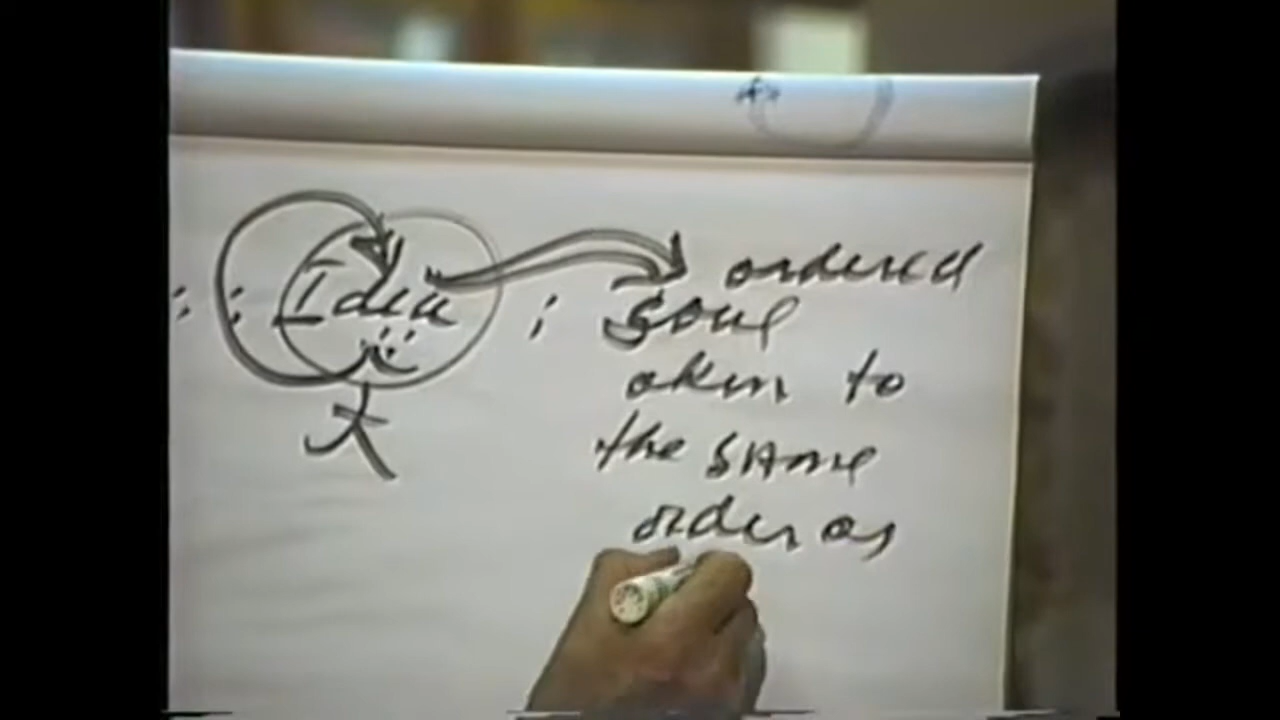 : : Idea : ordered
soul
akin to
the same
order as